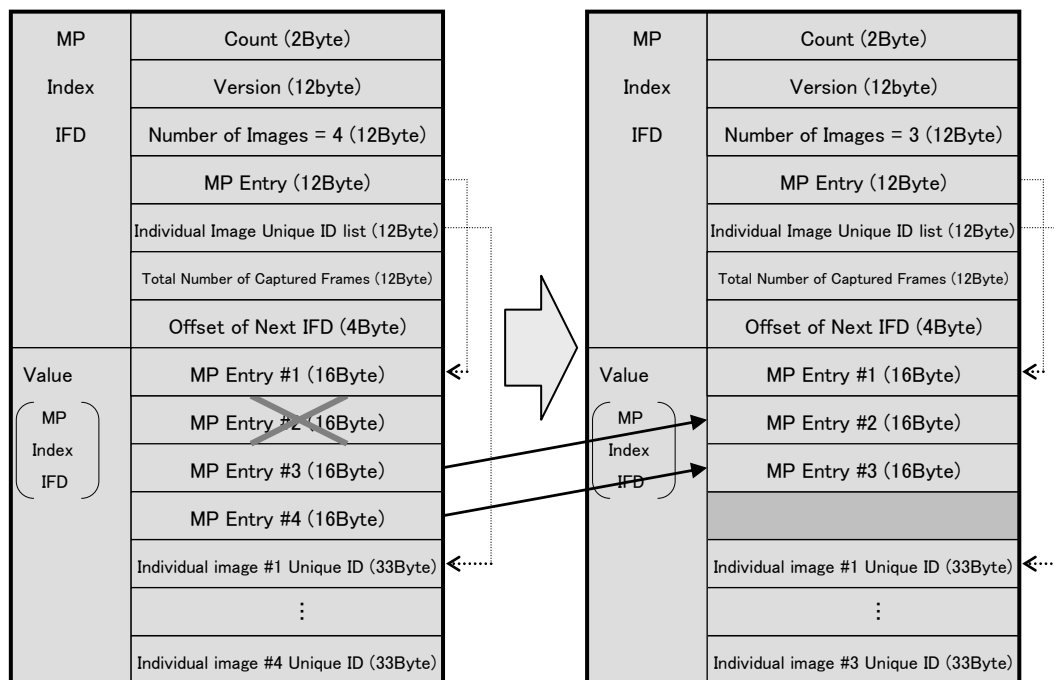 MP
Index
IFD
Count (2Byte)
Version (12byte)
Number of Images = 4 (12Byte)
MP Entry (12Byte)
Individual Image Unique ID list (12Byte)
Total Number of Captured Frames (12Byte)
Offset of Next IFD (4Byte)
Value
MP
Index
IFD
MP Entry #1 (16Byte)
MP Entry #2 (16Byte)
MP Entry #3 (16Byte)
MP Entry #4 (16Byte)
Individual image #1 Unique ID (33Byte)
⋮
Individual image #4 Unique ID (33Byte)
MP
Index
IFD
Count (2Byte)
Version (12byte)
Number of Images = 3 (12Byte)
MP Entry (12Byte)
Individual Image Unique ID list (12Byte)
Total Number of Captured Frames (12Byte)
Offset of Next IFD (4Byte)
Value
MP
Index
IFD
MP Entry #1 (16Byte)
MP Entry #2 (16Byte)
MP Entry #3 (16Byte)
Individual image #1 Unique ID (33Byte)
⋮
Individual image #3 Unique ID (33Byte)